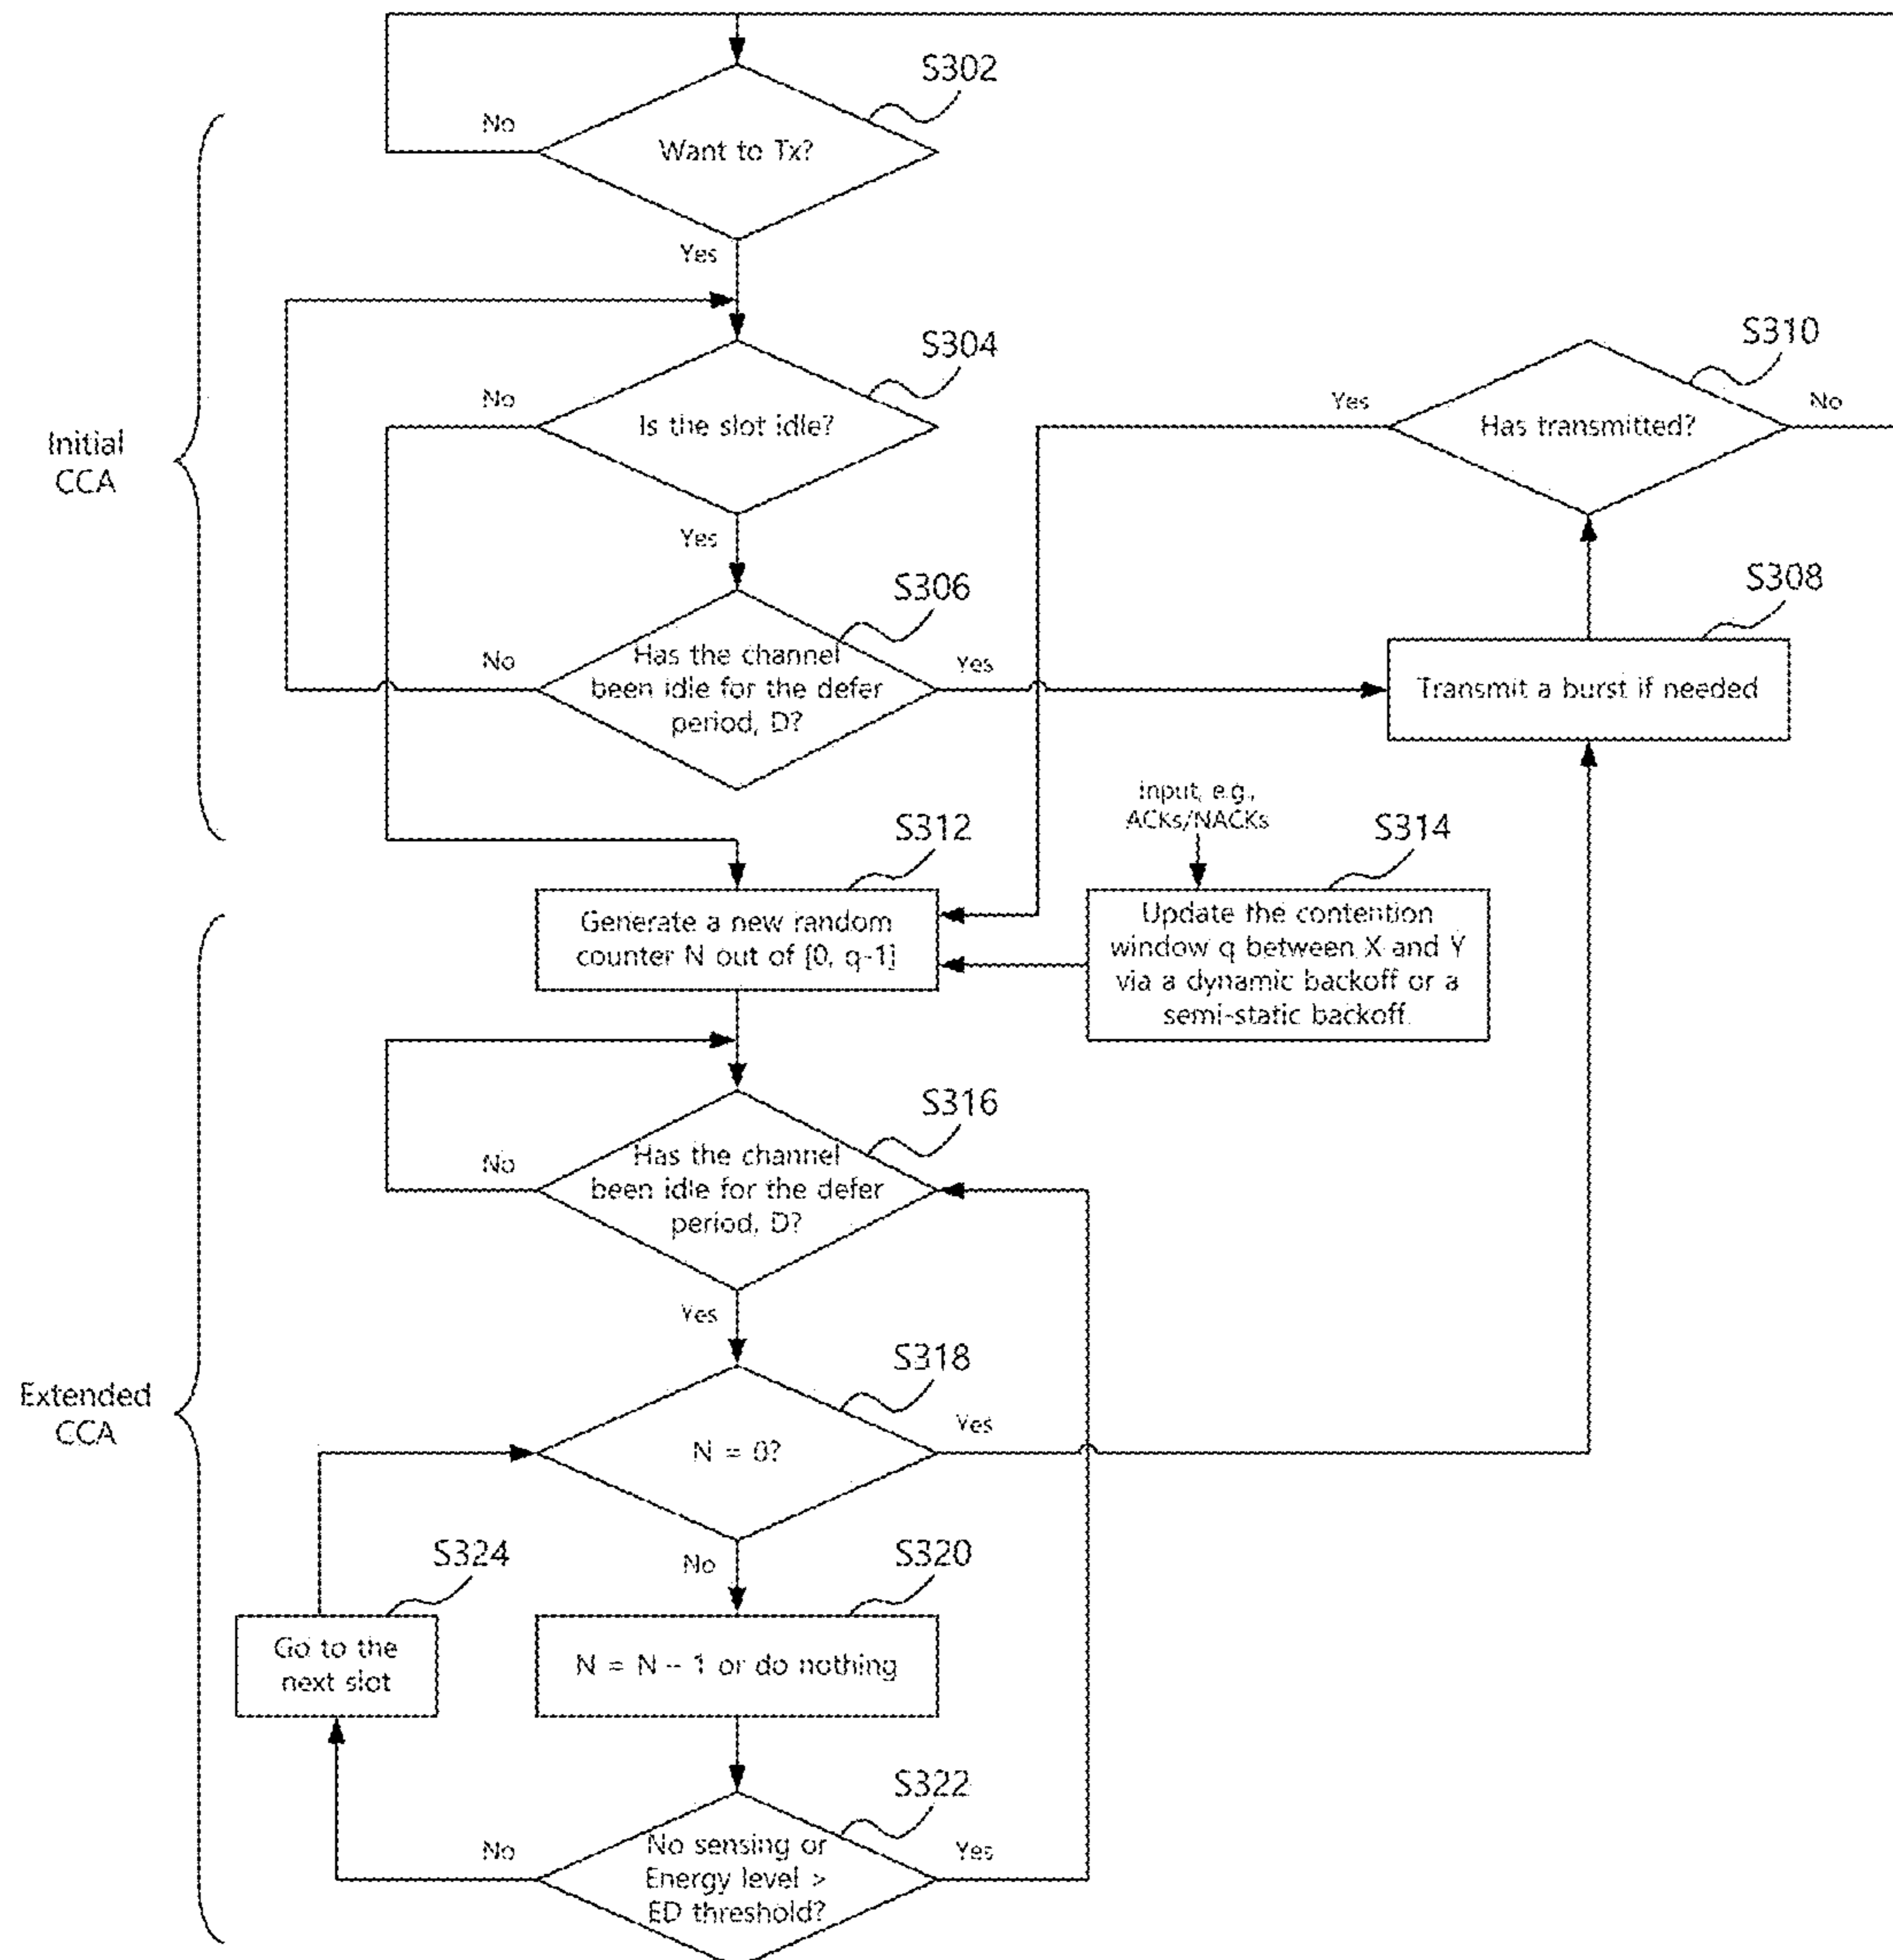 S302
No
Want to Tx?
Yes
S304
No
Is the slot idle?
Yes
S310
Yes
Has transmitted?
No
Initial
CCA
S306
No
Has the channel
been idle for the defer
period, D?
Yes
S308
Transmit a burst if needed
S312
Generate a new random
counter N out of [0, q-1]
Input, e.g.,
ACKs/NACKs
S314
Update the contention
window q between X and Y
via a dynamic backoff or a
semi-static backoff.
S316
No
Has the channel
been idle for the defer
period, D?
Yes
Extended
CCA
S318
N = 0?
Yes
No
S324
Go to the
next slot
S320
N = N - 1 or do nothing
S322
No
No sensing or
Energy level >
ED threshold?
Yes